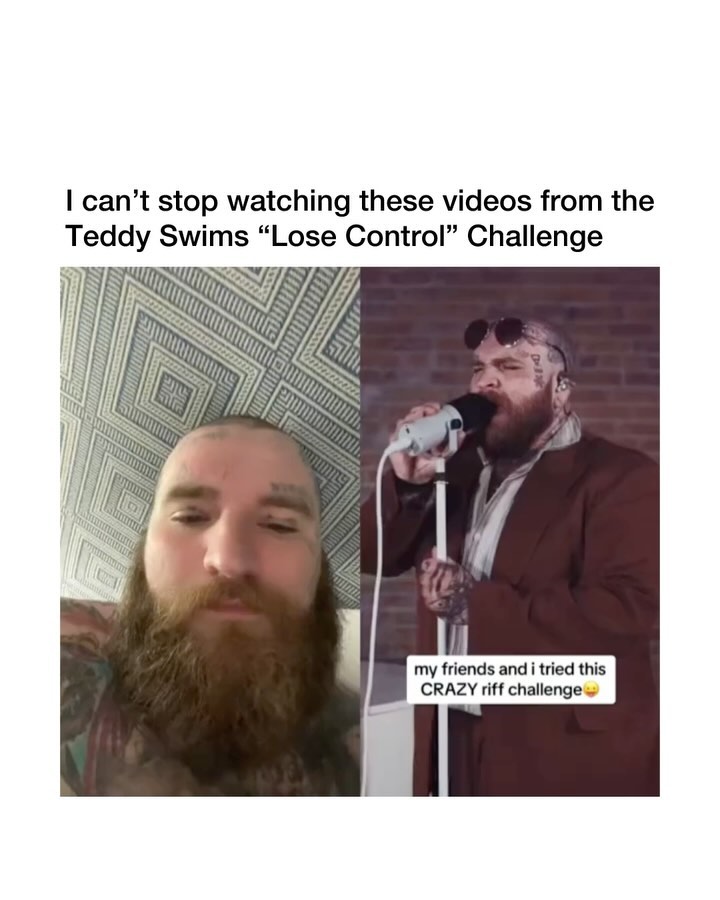 I can’t stop watching these videos from the
Teddy Swims “Lose Control” Challenge
my friends and i tried this
CRAZY riff challenge😛